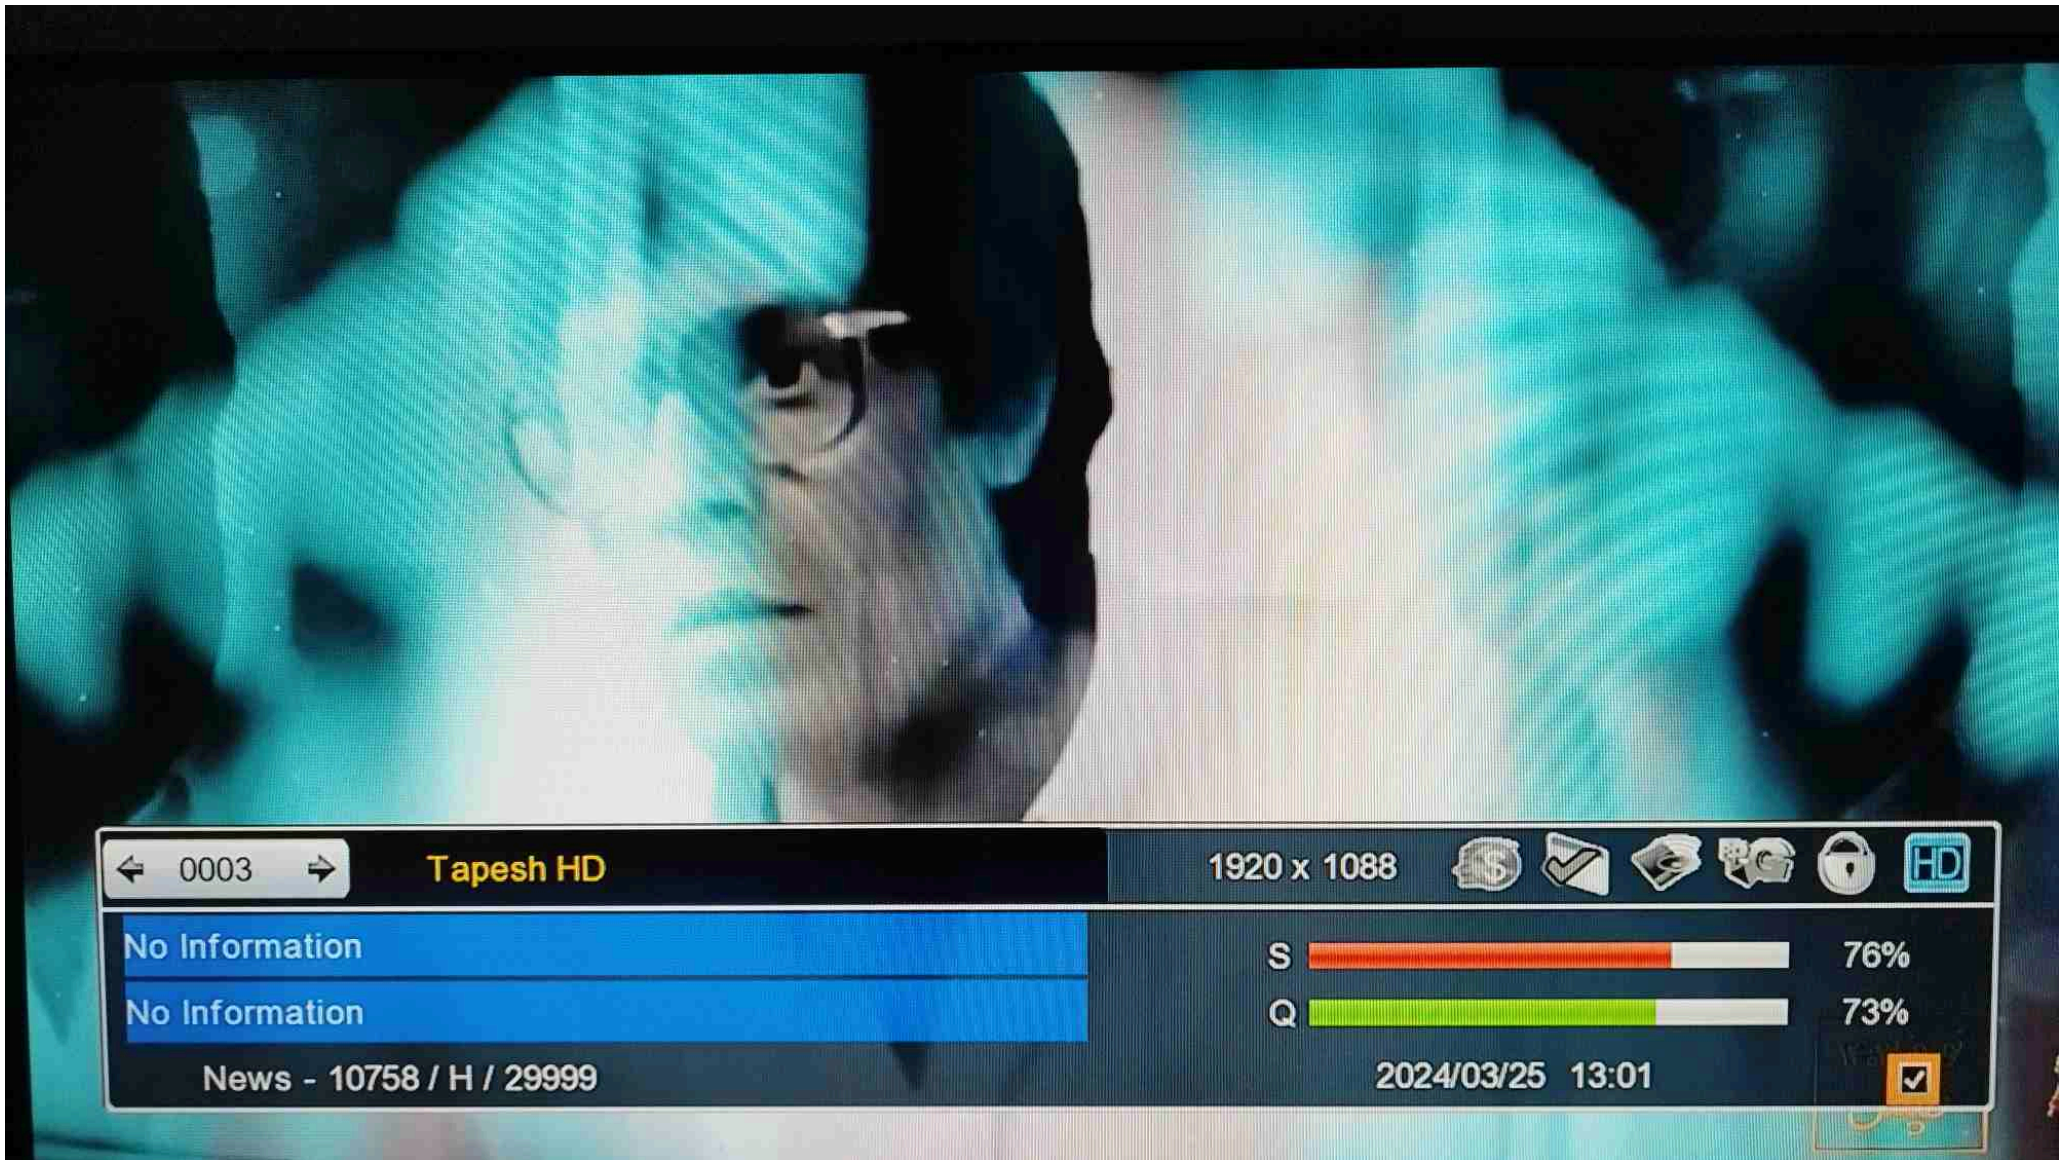 0003 Tapesh HD 1920 x 1088 HD
No Information
S 76%
No Information
Q 73%
News - 10758 / H / 29999 2024/03/25 13:01